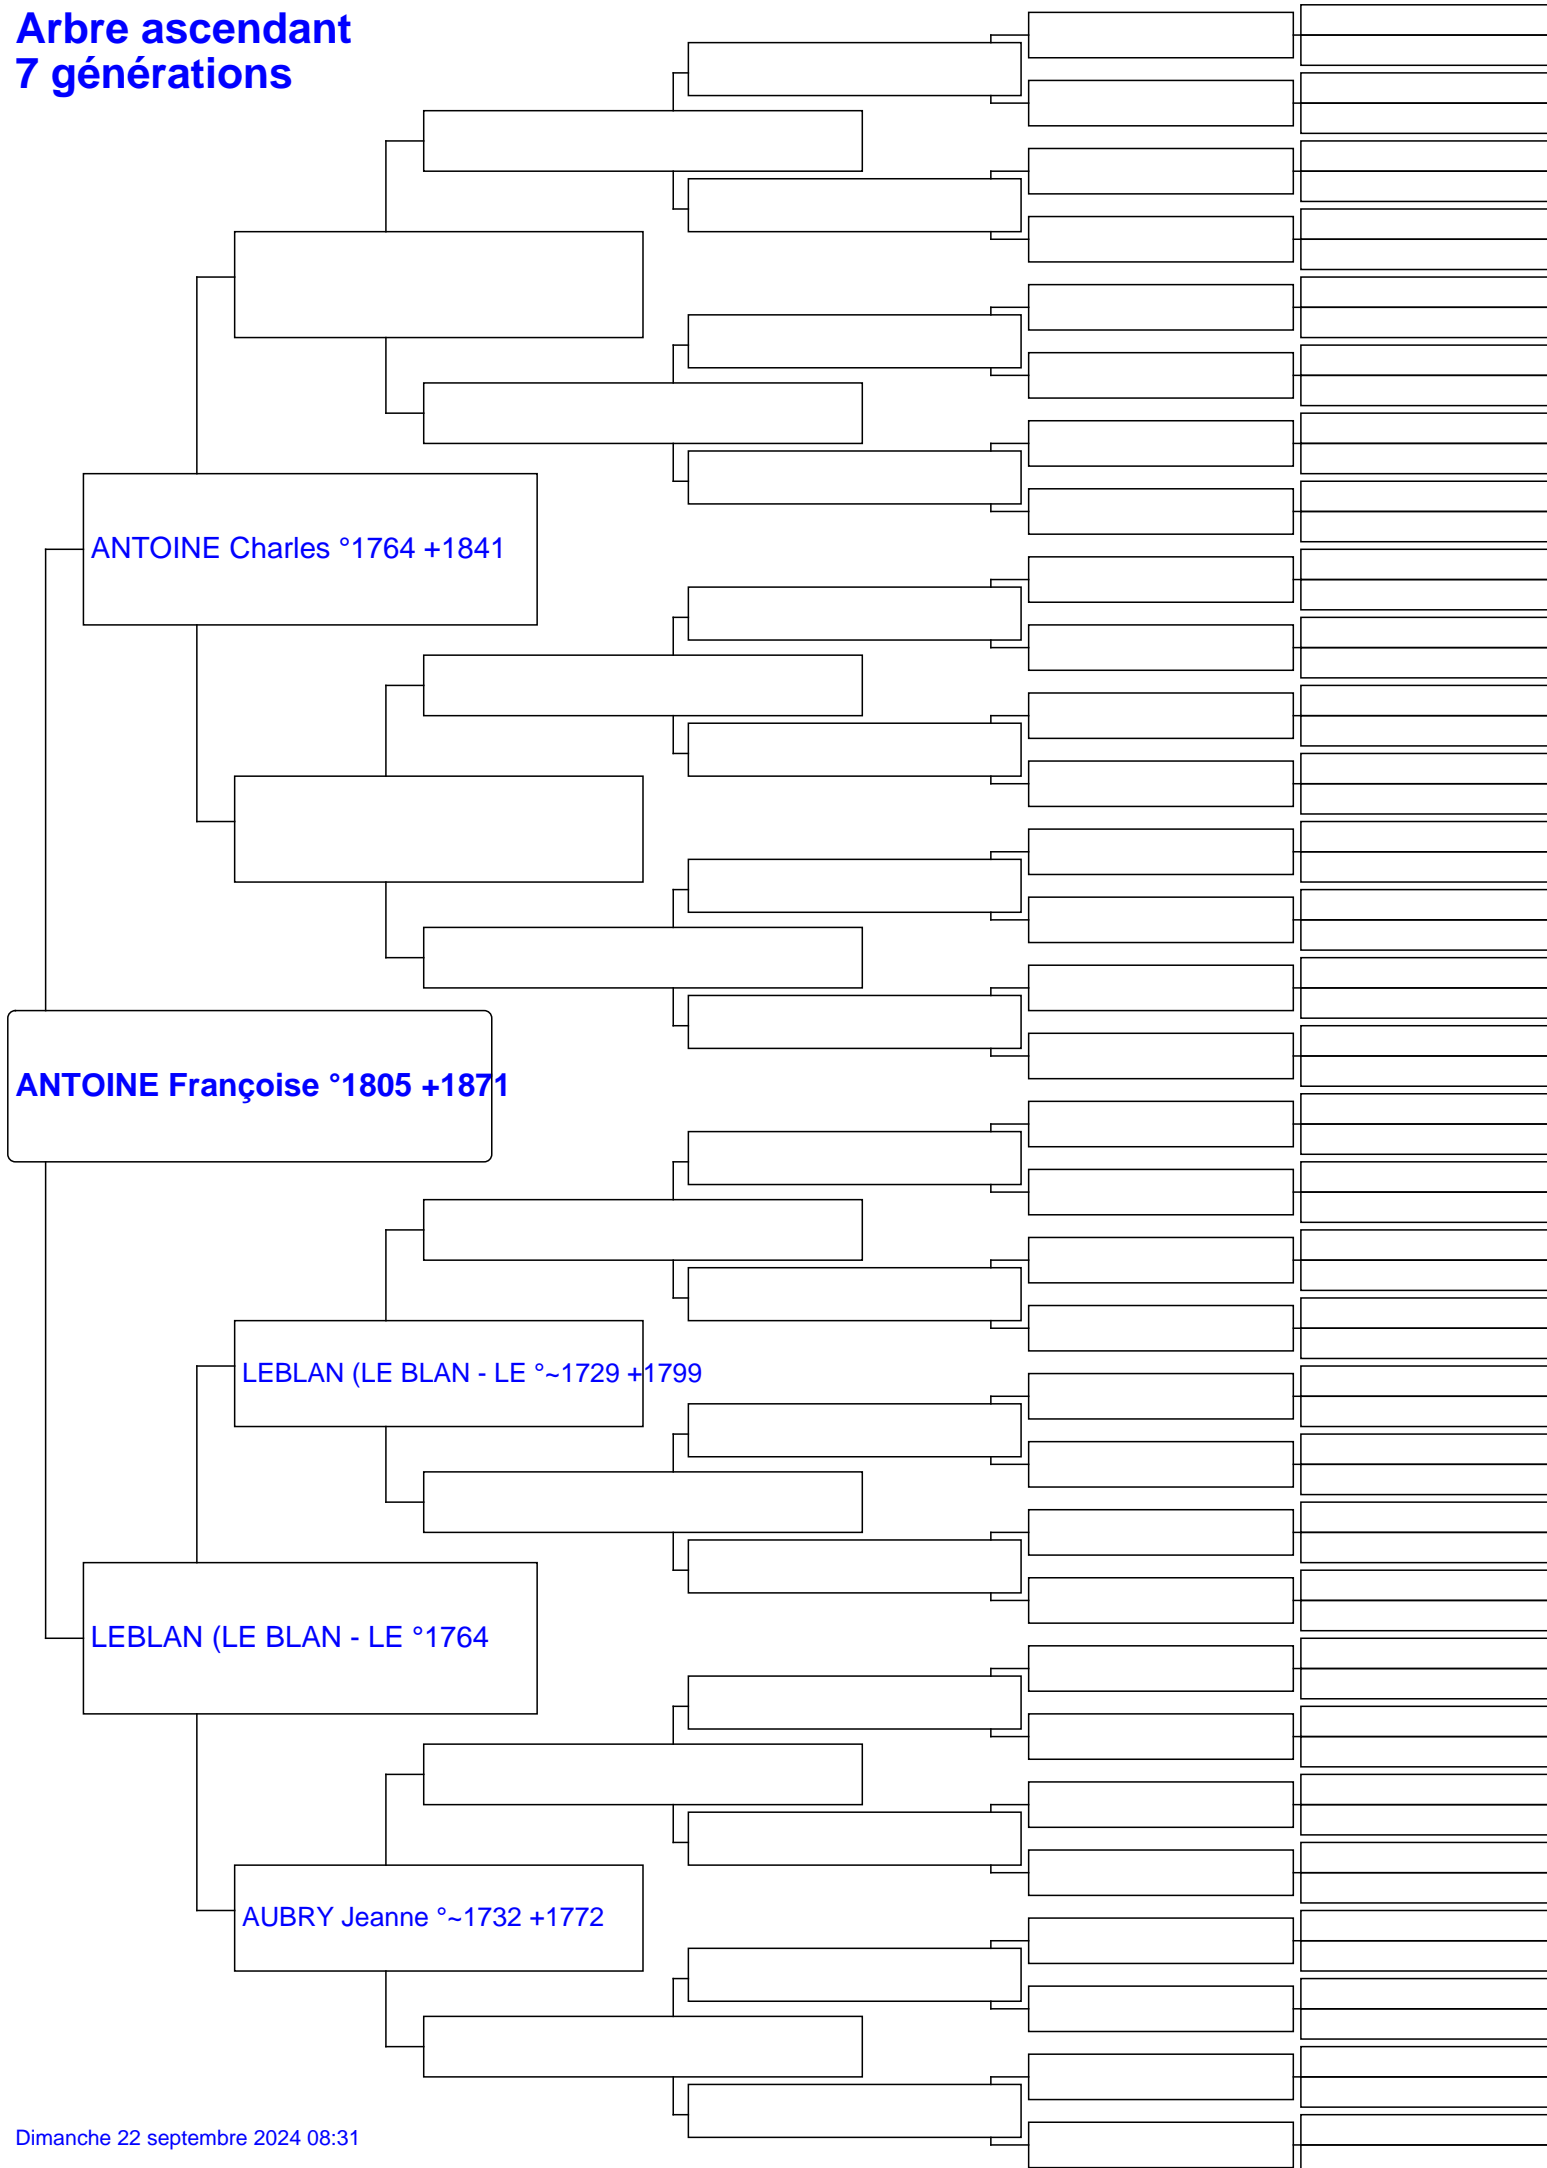 Arbre ascendant
7 générations
ANTOINE Charles °1764 +1841
ANTOINE Françoise °1805 +1871
LEBLAN (LE BLAN - LE °~1729 +1799
LEBLAN (LE BLAN - LE °1764
AUBRY Jeanne °~1732 +1772
Dimanche 22 septembre 2024 08:31